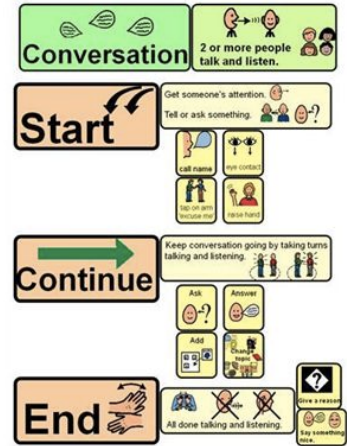 Conversation
2 or more people
talk and listen.
Start
Get someone's attention.
Tell or ask something.
call name
eye contact
tap on arm
"excuse me"
raise hand
Continue
Keep conversation going by taking turns
talking and listening.
Ask
Answer
Add
Change
topic
End
All done talking and listening.
Give a reason
Say something
nice.